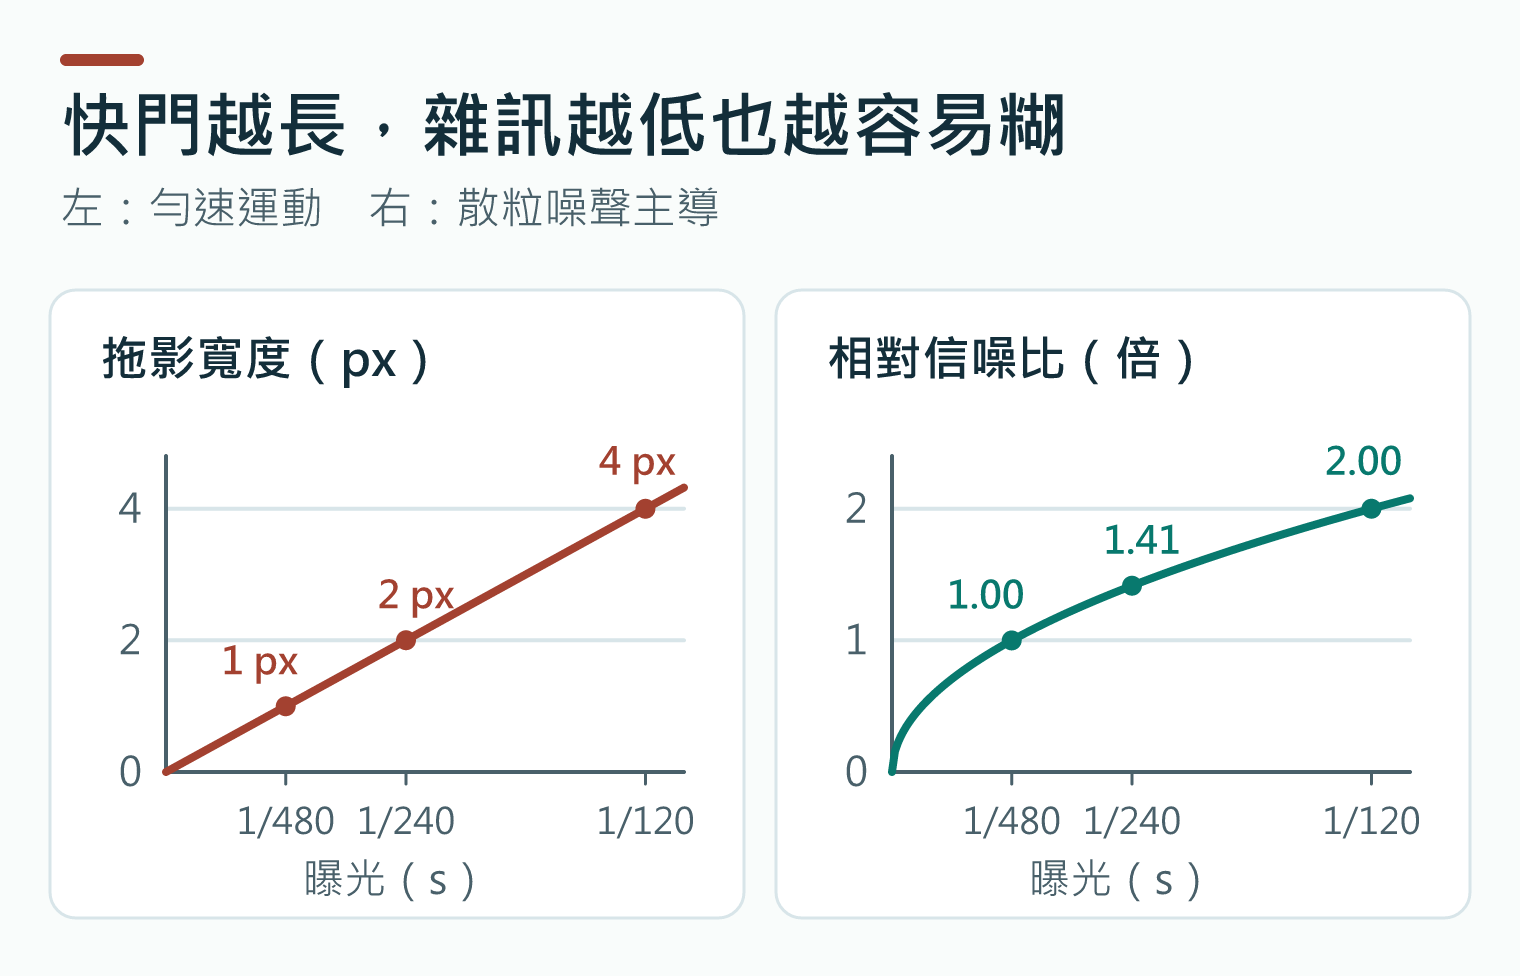 快門越長，雜訊越低也越容易糊
左：勻速運動　右：散粒噪聲主導
拖影寬度（px）
4 px
4
2 px
2
1 px
0
1/480 1/240 1/120
曝光（s）
相對信噪比（倍）
2.00
2
1.41
1.00
1
0
1/480 1/240 1/120
曝光（s）